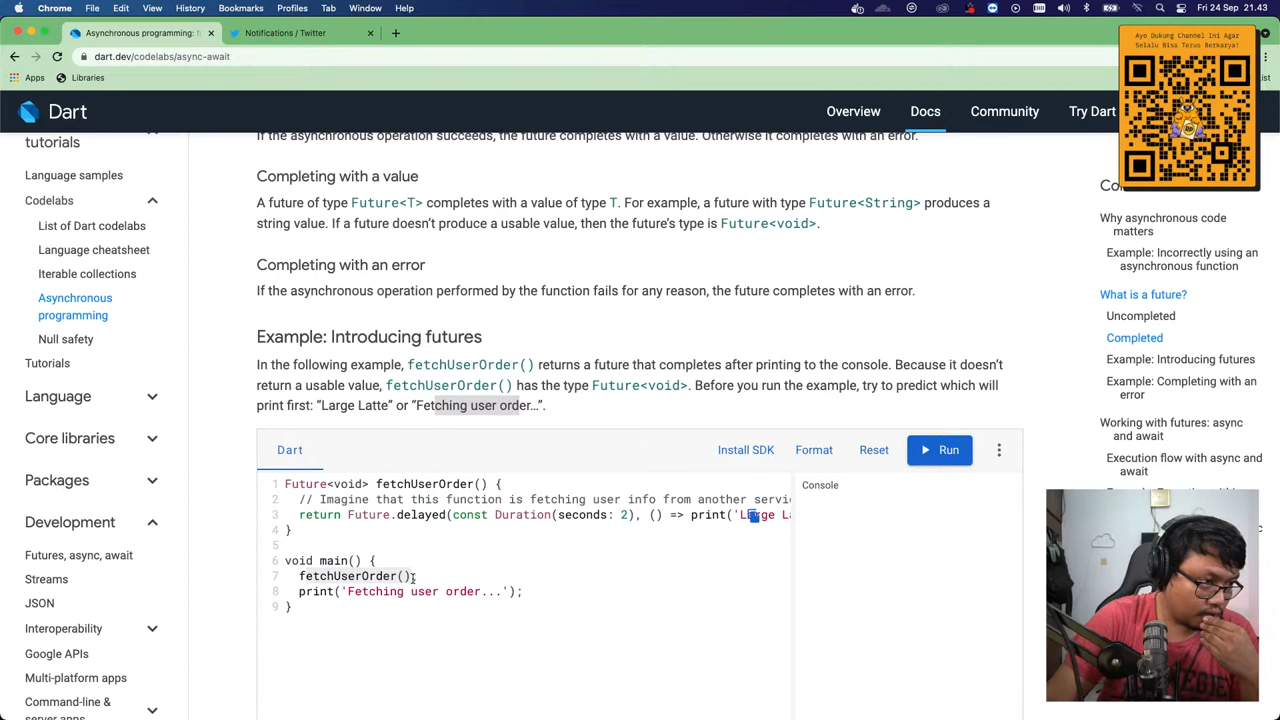 Chrome File Edit View History Bookmarks Profiles Tab Window Help Fri 24 Sep 21.43
Asynchronous programming: f Notifications / Twitter
dart.dev/codelabs/async-await
Apps Libraries
Ayo Dukung Channel Ini Agar
Selalu Bisa Terus Berkarya!
Dart
Overview Docs Community Try Dart
tutorials
Language samples
Codelabs
List of Dart codelabs
Language cheatsheet
Iterable collections
Asynchronous
programming
Null safety
Tutorials
Language
Core libraries
Packages
Development
Futures, async, await
Streams
JSON
Interoperability
Google APIs
Multi-platform apps
Command-line &
server apps
If the asynchronous operation succeeds, the future completes with a value. Otherwise it completes with an error.
Completing with a value
A future of type Future<T> completes with a value of type T. For example, a future with type Future<String> produces a
string value. If a future doesn’t produce a usable value, then the future’s type is Future<void>.
Completing with an error
If the asynchronous operation performed by the function fails for any reason, the future completes with an error.
Example: Introducing futures
In the following example, fetchUserOrder() returns a future that completes after printing to the console. Because it doesn’t
return a usable value, fetchUserOrder() has the type Future<void>. Before you run the example, try to predict which will
print first: “Large Latte” or “Fetching user order…”.
Dart Install SDK Format Reset Run
1 Future<void> fetchUserOrder() {
2 // Imagine that this function is fetching user info from another servi
3 return Future.delayed(const Duration(seconds: 2), () => print('Large La
4 }
5
6 void main() {
7 fetchUserOrder();
8 print('Fetching user order...');
9 }
Console
Co
Why asynchronous code
matters
Example: Incorrectly using an
asynchronous function
What is a future?
Uncompleted
Completed
Example: Introducing futures
Example: Completing with an
error
Working with futures: async
and await
Execution flow with async and
await